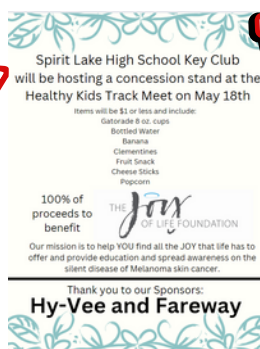 Spirit Lake High School Key Club
will be hosting a concession stand at the
Healthy Kids Track Meet on May 18th
Items will be $1 or less and include:
Gatorade 8 oz. cups
Bottled Water
Banana
Clementines
Fruit Snack
Cheese Sticks
Popcorn
100% of
proceeds to
benefit
THE Joy
OF LIFE FOUNDATION
Our mission is to help YOU find all the JOY that life has to
offer and provide education and spread awareness on the
silent disease of Melanoma skin cancer.
Thank you to our Sponsors:
Hy-Vee and Fareway